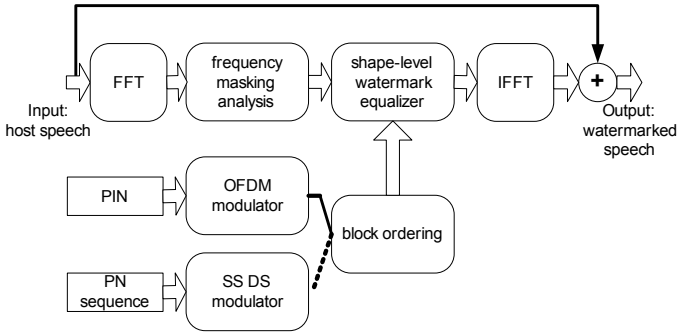 FFT
frequency
masking
analysis
shape-level
watermark
equalizer
IFFT
+
Input:
host speech
Output:
watermarked
speech
PIN
OFDM
modulator
block ordering
PN
sequence
SS DS
modulator